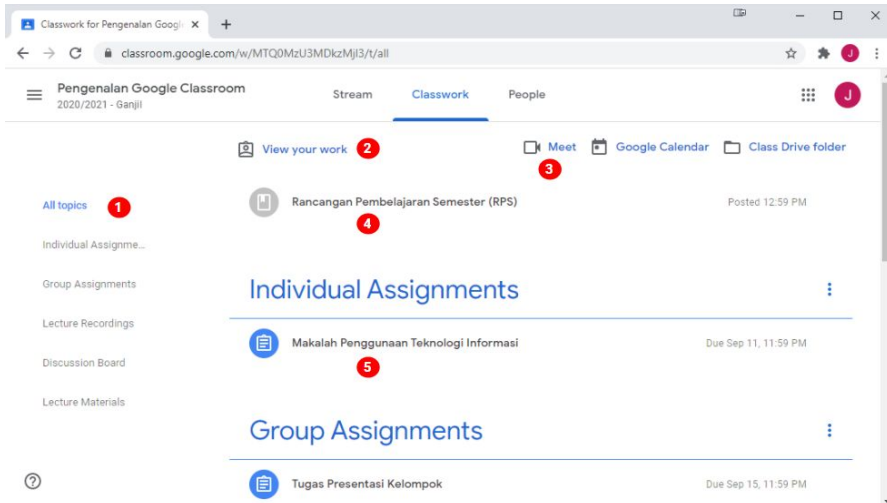 Classwork for Pengenalan Googl
classroom.google.com/w/MTQ0MzU3MDkzMjl3/t/all
J
Pengenalan Google Classroom
2020/2021 - Ganjil
Stream Classwork People
J
View your work 2 Meet Google Calendar Class Drive folder
3
All topics 1 Rancangan Pembelajaran Semester (RPS) Posted 12:59 PM
4
Individual Assignme...
Group Assignments Individual Assignments
Lecture Recordings Makalah Penggunaan Teknologi Informasi Due Sep 11, 11:59 PM
Discussion Board 5
Lecture Materials
Group Assignments
Tugas Presentasi Kelompok Due Sep 15, 11:59 PM